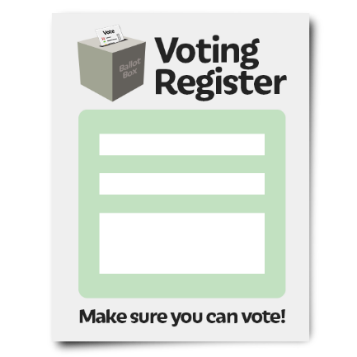 Vote
Ballot
Box
Voting
Register
Make sure you can vote!